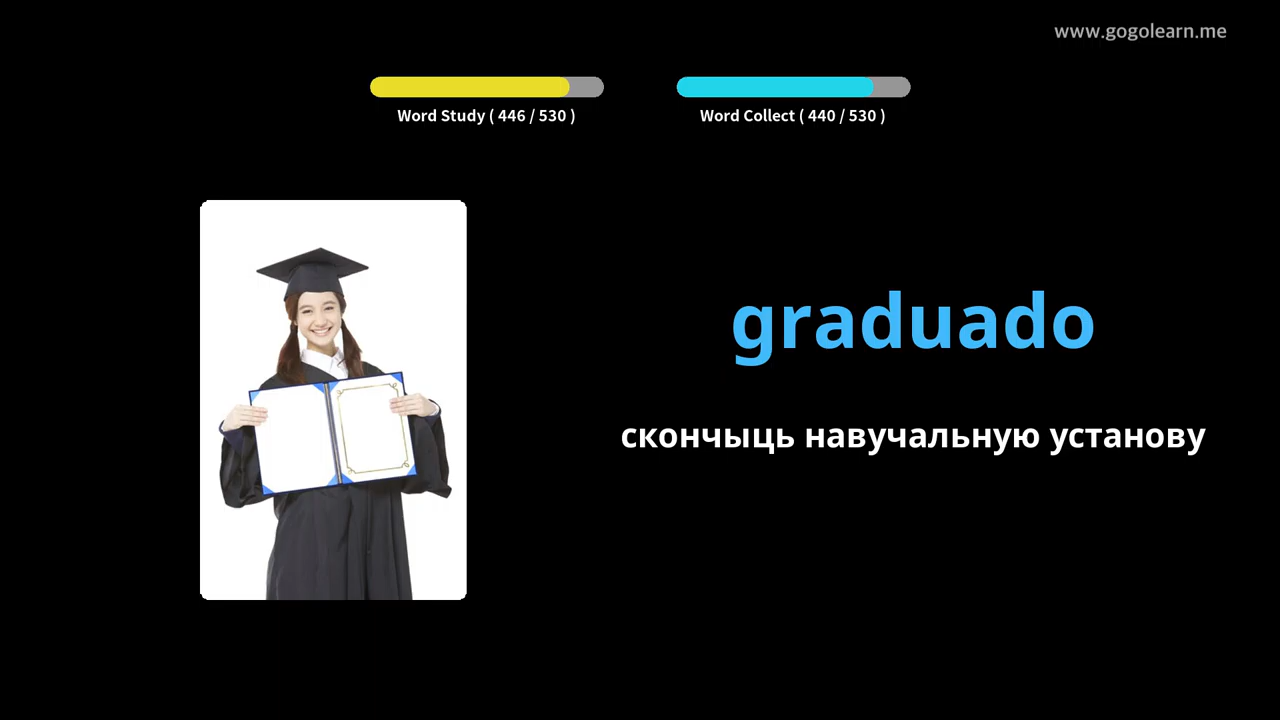 www.gogolearn.me
Word Study ( 446 / 530 )
Word Collect ( 440 / 530 )
graduado
скончыць навучальную установу